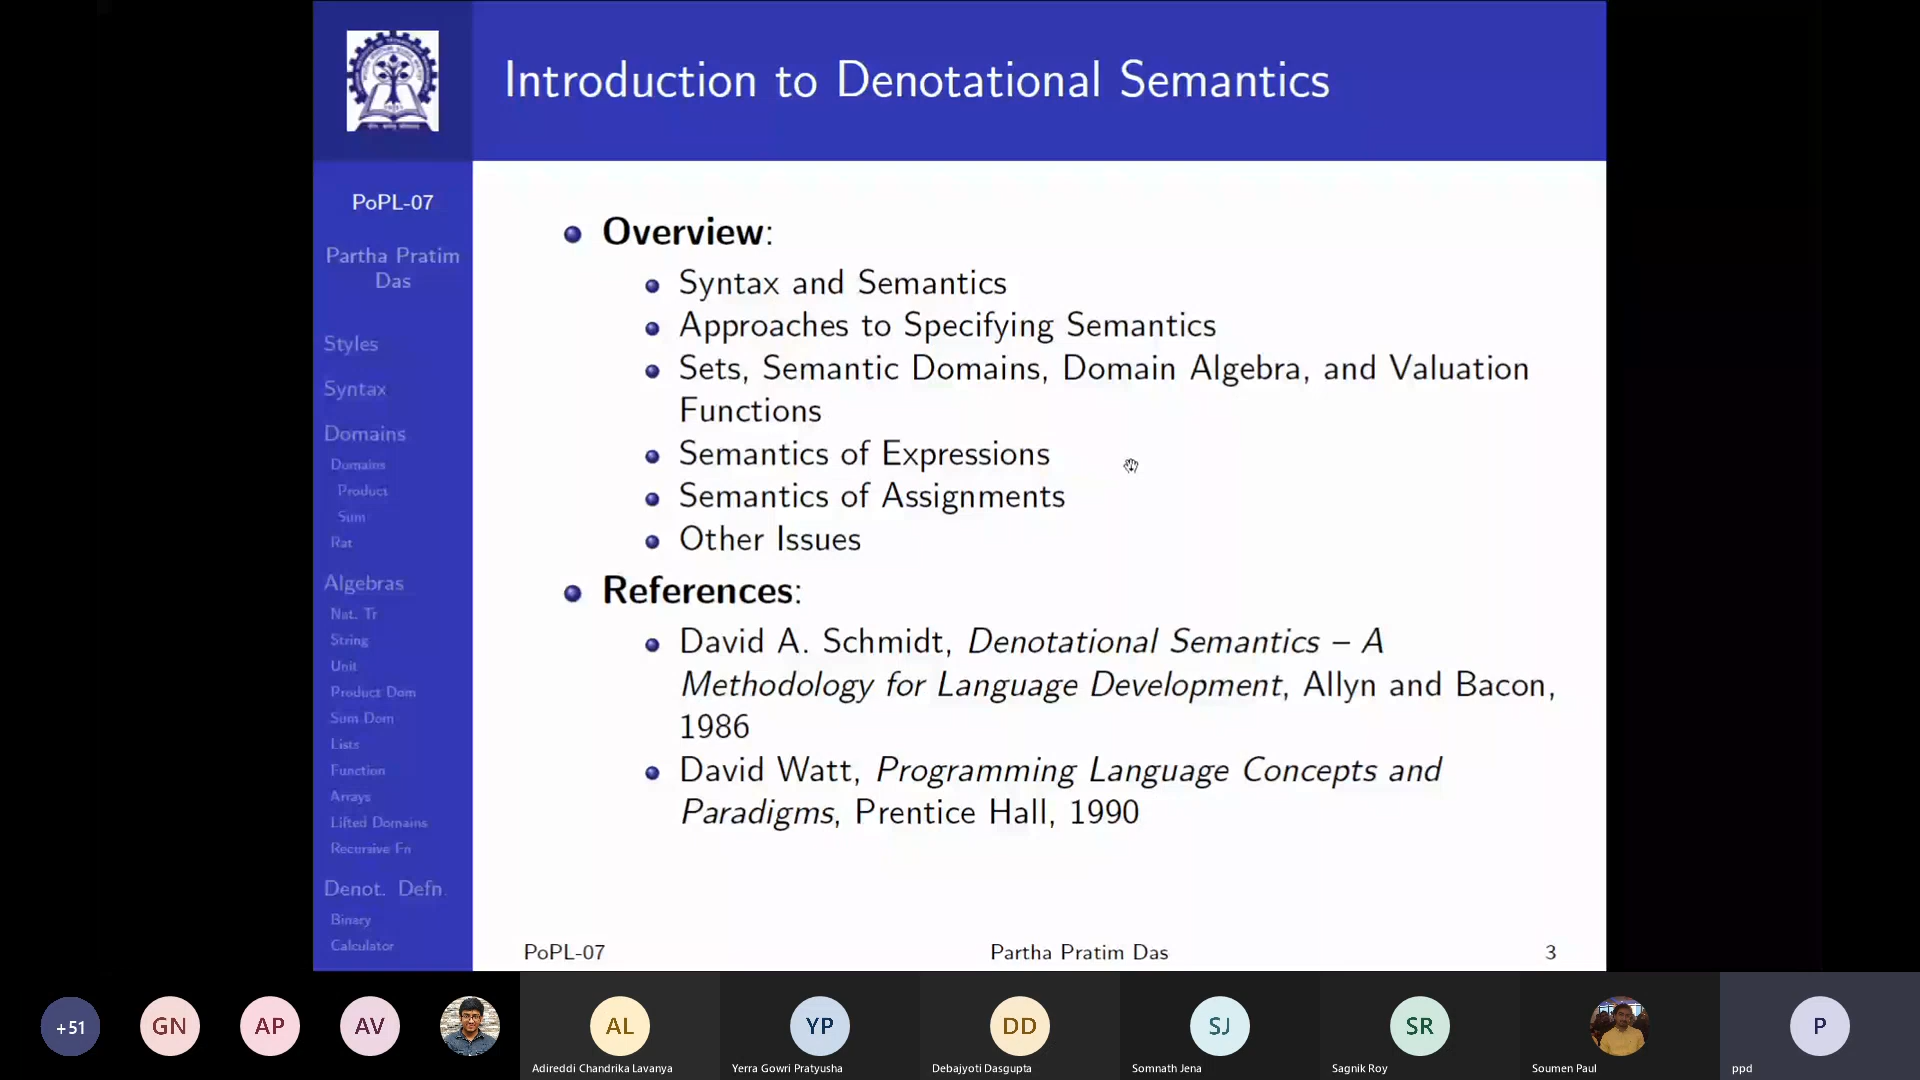 Introduction to Denotational Semantics
PoPL-07
Partha Pratim
Das
Styles
Syntax
Domains
Domains
Product
Sum
Rat
Algebras
Nat. Tr
String
Unit
Product Dom
Sum Dom
Lists
Function
Arrays
Lifted Domains
Recursive Fn
Denot. Defn.
Binary
Calculator
Overview:
Syntax and Semantics
Approaches to Specifying Semantics
Sets, Semantic Domains, Domain Algebra, and Valuation
Functions
Semantics of Expressions
Semantics of Assignments
Other Issues
References:
David A. Schmidt, Denotational Semantics – A
Methodology for Language Development, Allyn and Bacon,
1986
David Watt, Programming Language Concepts and
Paradigms, Prentice Hall, 1990
PoPL-07 Partha Pratim Das 3
+51 GN AP AV AL YP DD SJ SR P
Adireddi Chandrika Lavanya Yerra Gowri Pratyusha Debajyoti Dasgupta Somnath Jena Sagnik Roy Soumen Paul ppd